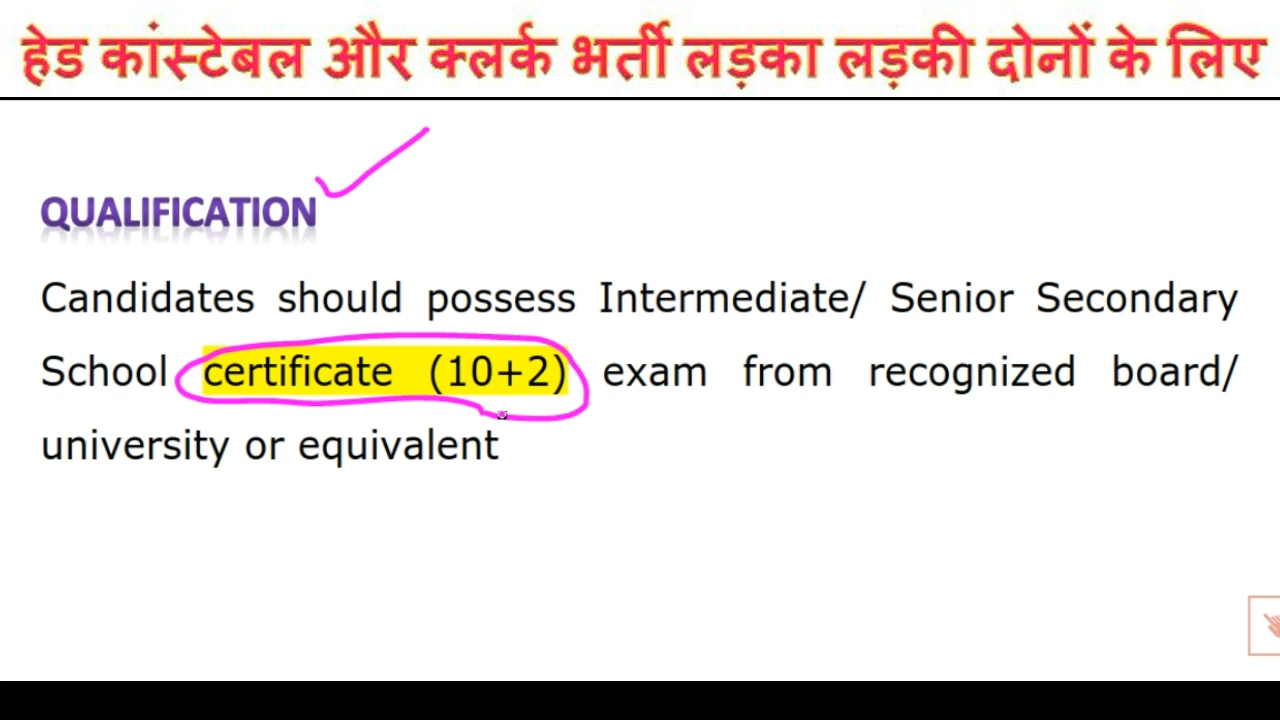 हेड कांस्टेबल और क्लर्क भर्ती लड़का लड़की दोनों के लिए
QUALIFICATION
Candidates should possess Intermediate/ Senior Secondary
School certificate (10+2) exam from recognized board/
university or equivalent